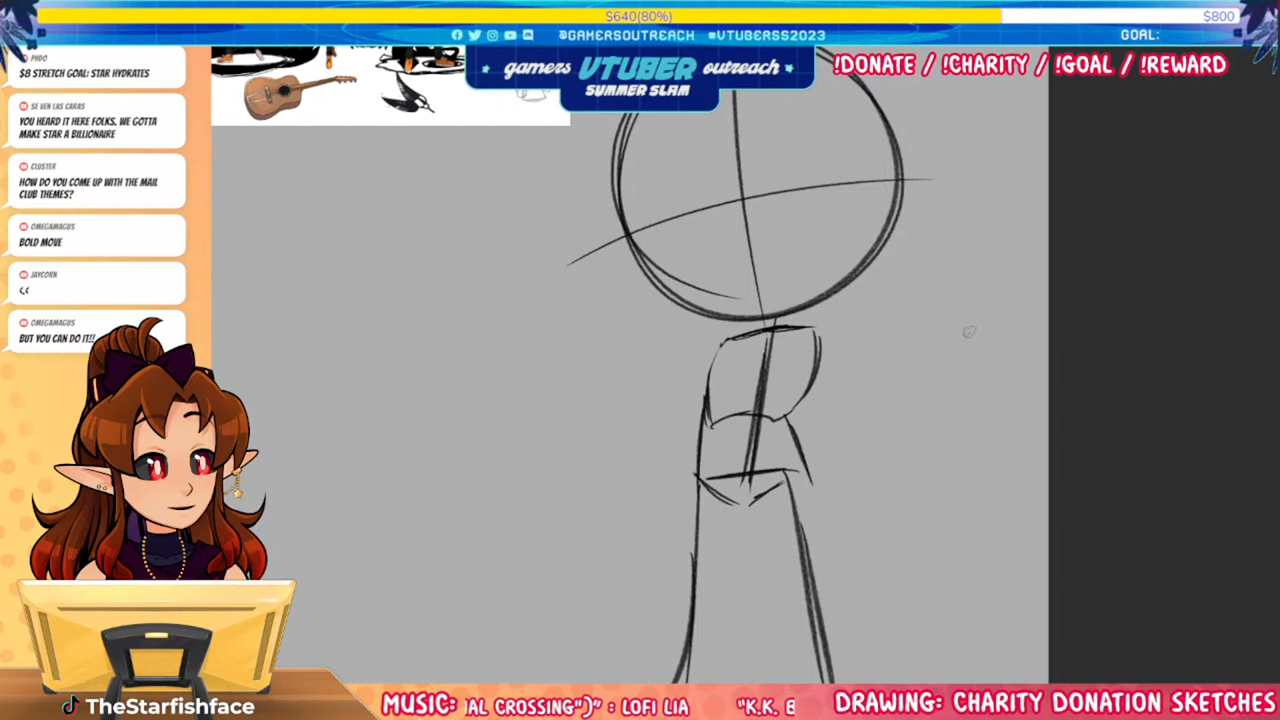 $640(80%)
$800
@GAMERSOUTREACH
#VTUBERSS2023
GOAL:
gamers VTUBER outreach
SUMMER SLAM
!DONATE / !CHARITY / !GOAL / !REWARD
PHDO
$8 STRETCH GOAL: STAR HYDRATES
SE VEN LAS CARAS
YOU HEARD IT HERE FOLKS. WE GOTTA
MAKE STAR A BILLIONAIRE
CLUSTER
HOW DO YOU COME UP WITH THE MAIL
CLUB THEMES?
OMEGAMAGUS
BOLD MOVE
JAYCORN
<<
OMEGAMAGUS
BUT YOU CAN DO IT!!
TheStarfishface
MUSIC: AL CROSSING")" : LOFI LIA "K.K.
DRAWING: CHARITY DONATION SKETCHES